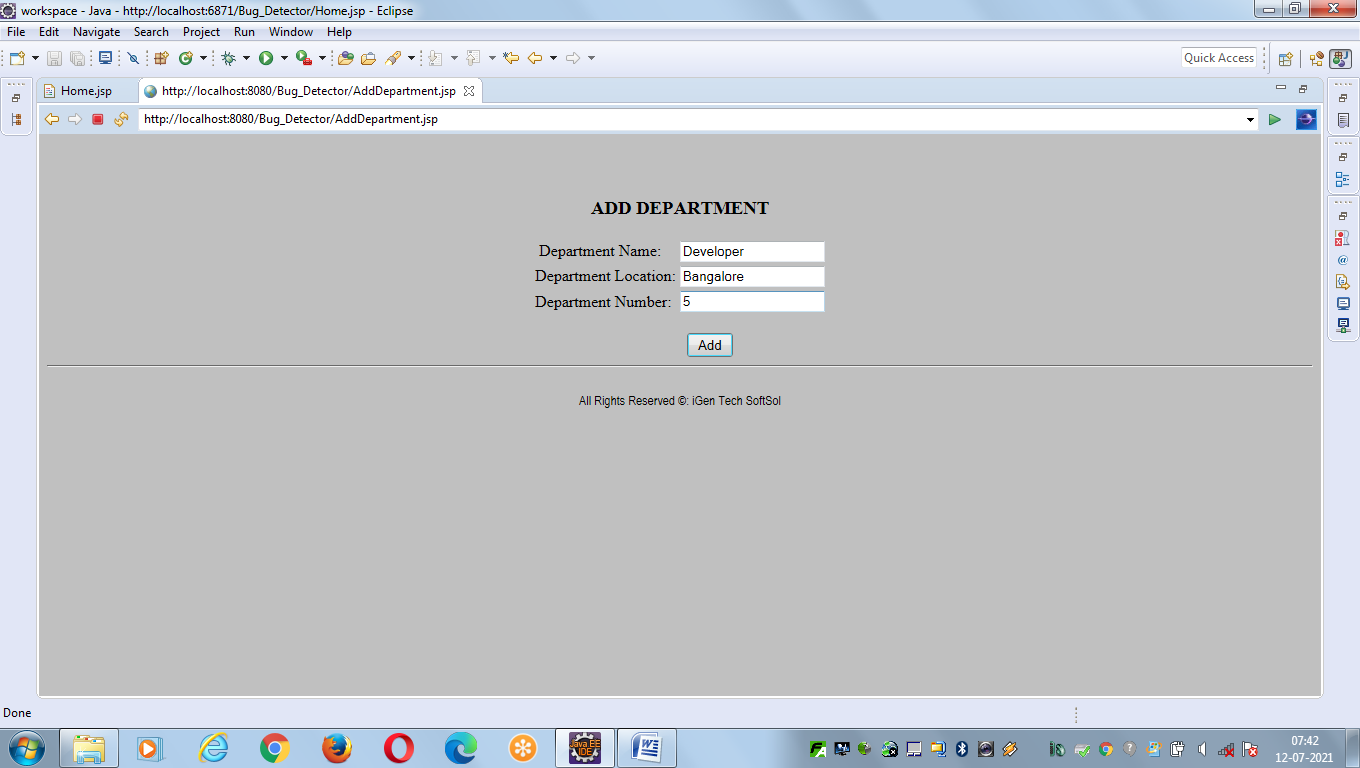 workspace - Java - http://localhost:6871/Bug_Detector/Home.jsp - Eclipse
File Edit Navigate Search Project Run Window Help
Quick Access
Home.jsp http://localhost:8080/Bug_Detector/AddDepartment.jsp
http://localhost:8080/Bug_Detector/AddDepartment.jsp
ADD DEPARTMENT
Department Name: Developer
Department Location: Bangalore
Department Number: 5
Add
All Rights Reserved ©: iGen Tech SoftSol
Done
Java EE
IDE
07:42
12-07-2021